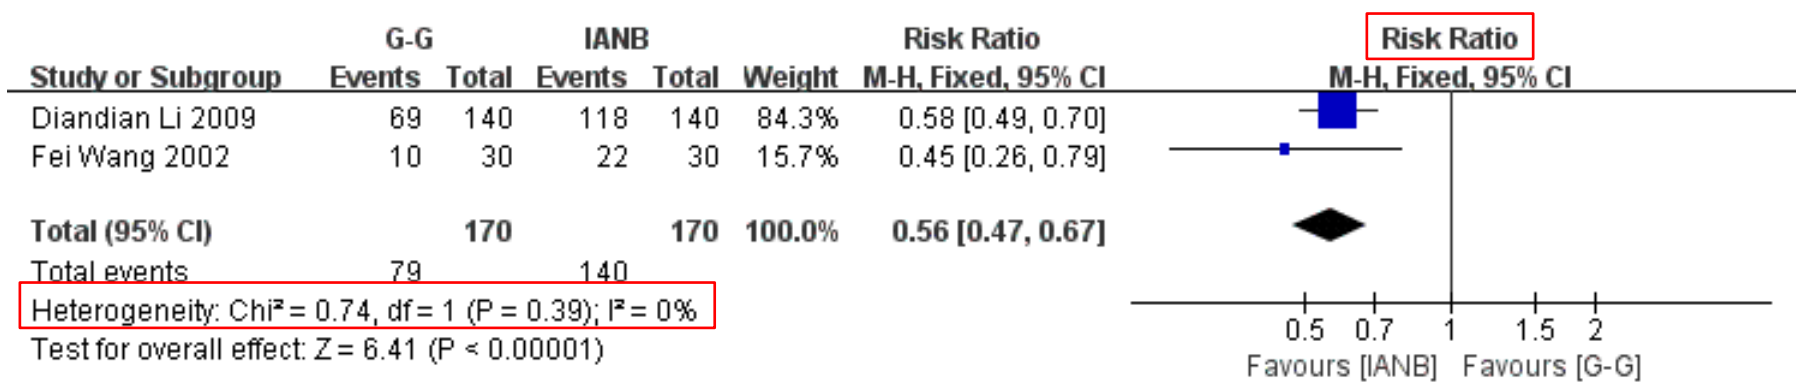 G-G IANB Risk Ratio Risk Ratio
Study or Subgroup Events Total Events Total Weight M-H, Fixed, 95% CI M-H, Fixed, 95% CI
Diandian Li 2009 69 140 118 140 84.3% 0.58 [0.49, 0.70]
Fei Wang 2002 10 30 22 30 15.7% 0.45 [0.26, 0.79]
Total (95% CI) 170 170 100.0% 0.56 [0.47, 0.67]
Total events 79 140
Heterogeneity: Chi² = 0.74, df = 1 (P = 0.39); I² = 0%
Test for overall effect: Z = 6.41 (P < 0.00001)
0.5 0.7 1 1.5 2
Favours [IANB] Favours [G-G]